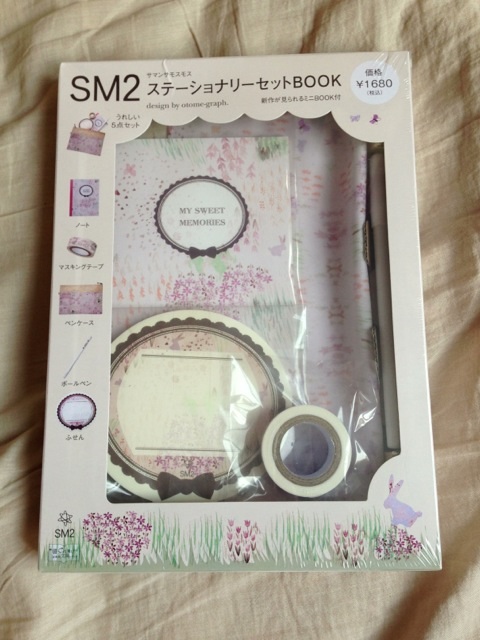 サマンサモスモス
SM2 ステーショナリーセットBOOK
design by otome-graph.
新作が見られるミニBOOK付
価格
¥1680
(税込)
うれしい
5点セット
ノート
マスキングテープ
ペンケース
ボールペン
ふせん
MY SWEET
MEMORIES
SM2